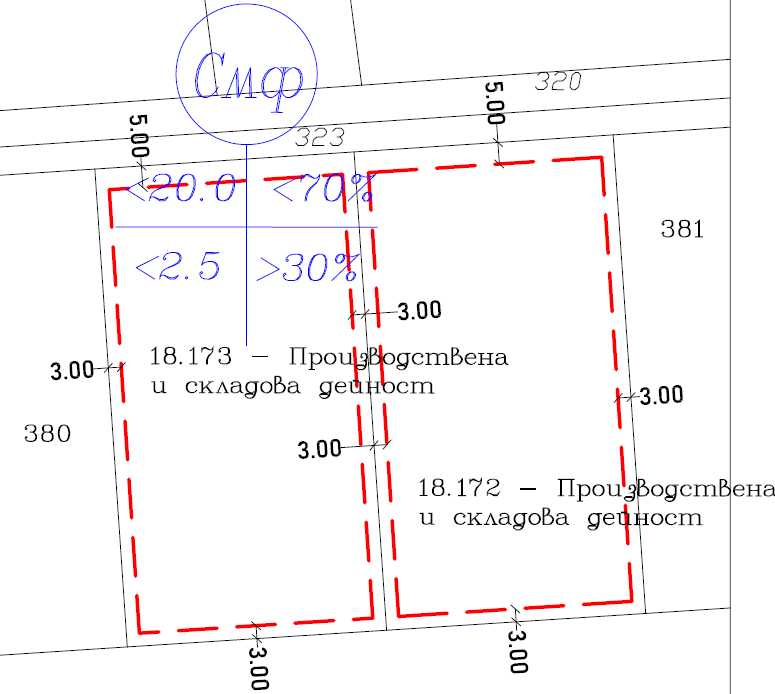 Смф
320
5.00
5.00
323
<20.0 <70%
381
<2.5 >30%
3.00
18.173 – Производствена
и складова дейност
3.00
3.00
380
3.00
18.172 – Производствена
и складова дейност
3.00
3.00